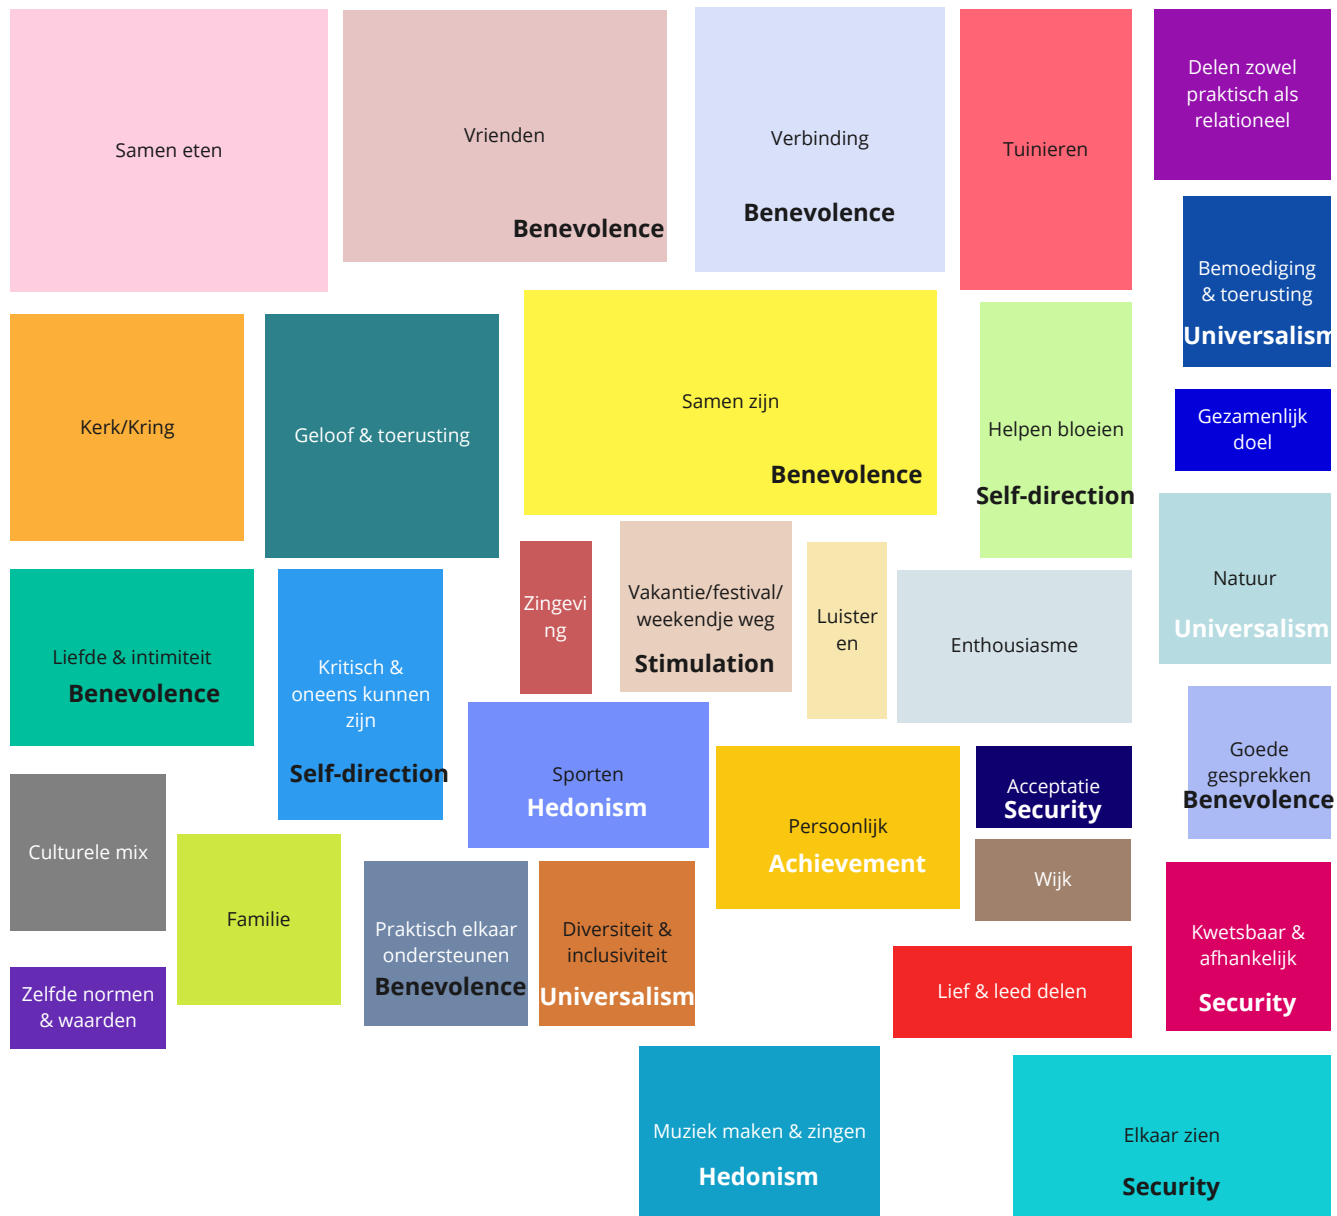 Samen eten
Vrienden
Benevolence
Verbinding
Benevolence
Tuinieren
Delen zowel
praktisch als
relationeel
Bemoediging
& toerusting
Universalism
Kerk/Kring
Geloof & toerusting
Samen zijn
Benevolence
Helpen bloeien
Self-direction
Gezamenlijk
doel
Natuur
Universalism
Liefde & intimiteit
Benevolence
Kritisch &
oneens kunnen
zijn
Self-direction
Zingevi
ng
Vakantie/festival/
weekendje weg
Stimulation
Luister
en
Enthousiasme
Sporten
Hedonism
Persoonlijk
Achievement
Acceptatie
Security
Goede
gesprekken
Benevolence
Culturele mix
Familie
Praktisch elkaar
ondersteunen
Benevolence
Diversiteit &
inclusiviteit
Universalism
Wijk
Kwetsbaar &
afhankelijk
Security
Zelfde normen
& waarden
Lief & leed delen
Muziek maken & zingen
Hedonism
Elkaar zien
Security